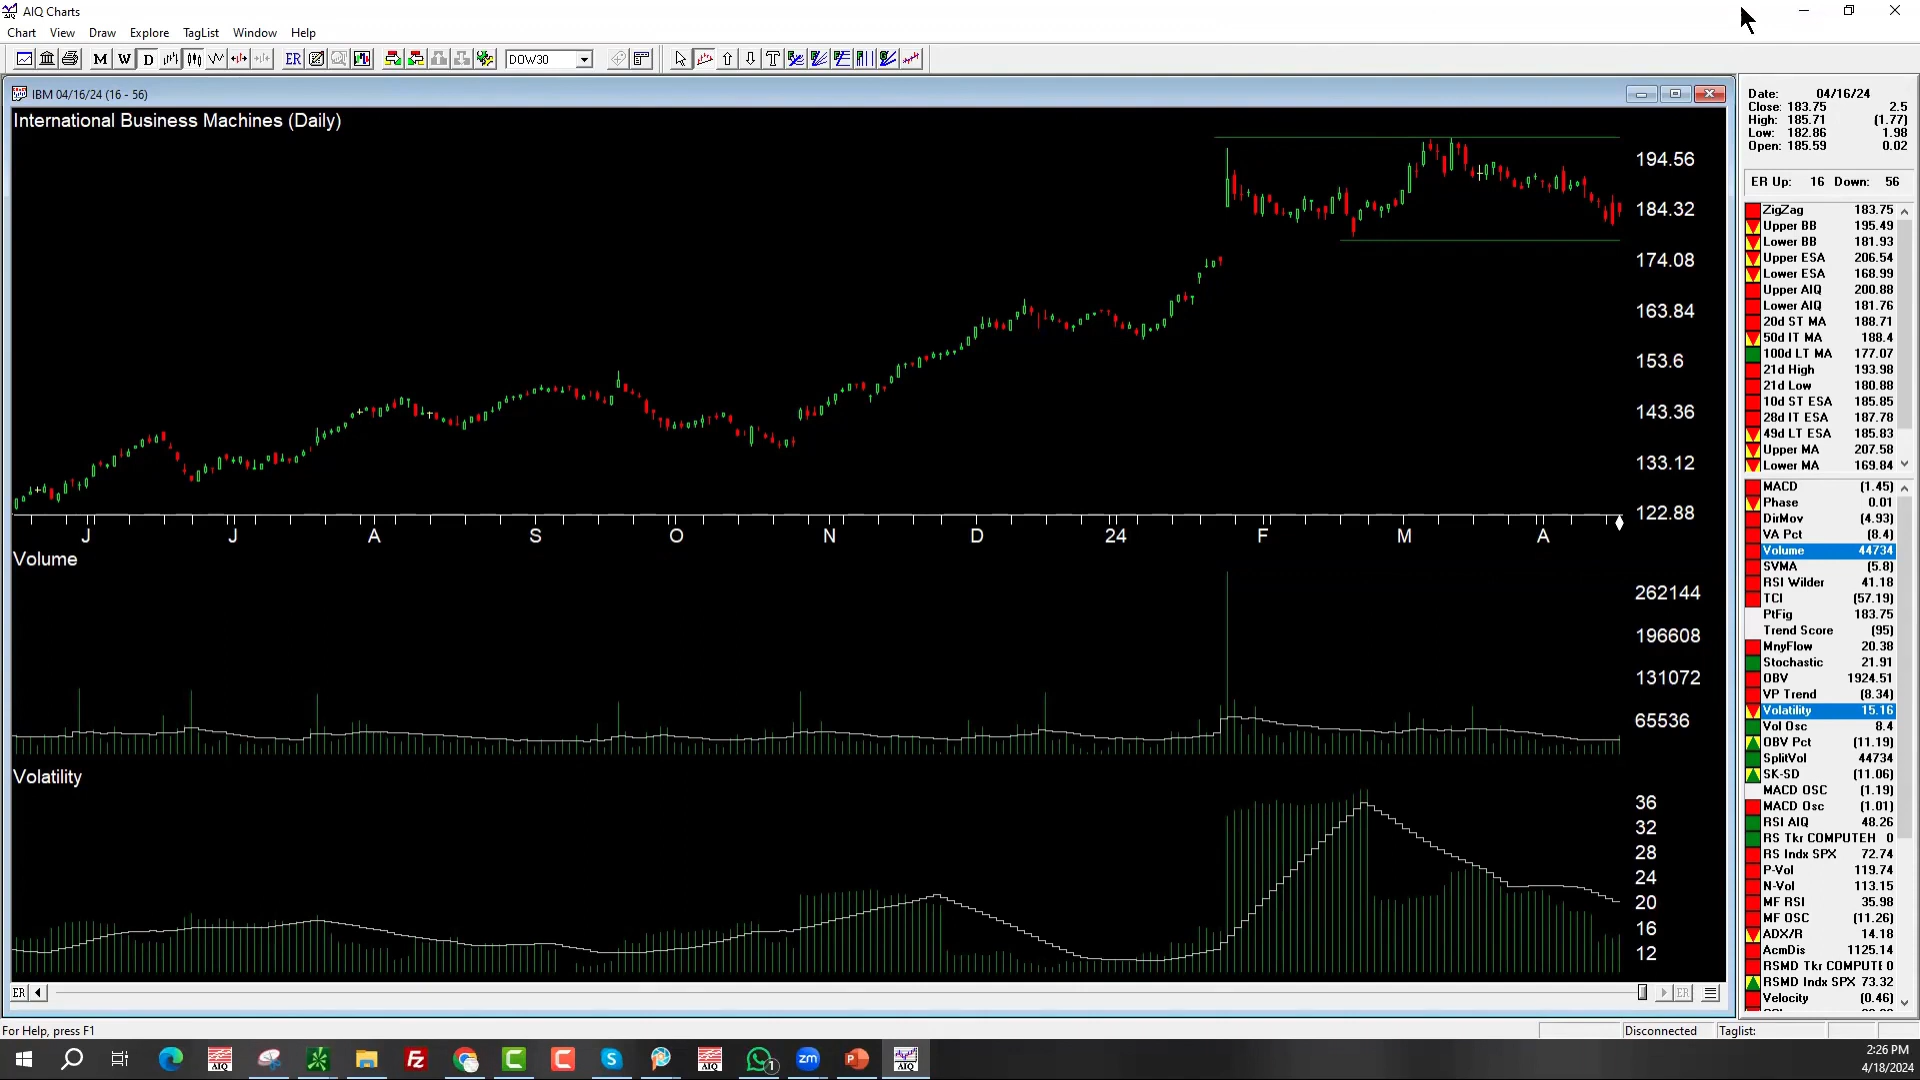 AIQ Charts
Chart View Draw Explore TagList Window Help
M W D ER DOW30
IBM 04/16/24 (16 - 56)
International Business Machines (Daily)
194.56
184.32
174.08
163.84
153.6
143.36
133.12
122.88
J J A S O N D 24 F M A
Volume
262144
196608
131072
65536
Volatility
36
32
28
24
20
16
12
ER ER
Date: 04/16/24
Close: 183.75 2.5
High: 185.71 (1.77)
Low: 182.86 1.98
Open: 185.59 0.02
ER Up: 16 Down: 56
ZigZag 183.75
Upper BB 195.49
Lower BB 181.93
Upper ESA 206.54
Lower ESA 168.99
Upper AIQ 200.88
Lower AIQ 181.76
20d ST MA 188.71
50d IT MA 188.4
100d LT MA 177.07
21d High 193.98
21d Low 180.88
10d ST ESA 185.85
28d IT ESA 187.78
49d LT ESA 185.83
Upper MA 207.58
Lower MA 169.84
MACD (1.45)
Phase 0.01
DirMov (4.93)
VA Pct (8.4)
Volume 44734
SVMA (5.8)
RSI Wilder 41.18
TCI (57.19)
PtFig 183.75
Trend Score (95)
MnyFlow 20.38
Stochastic 21.91
OBV 1924.51
VP Trend (8.34)
Volatility 15.16
Vol Osc 8.4
OBV Pct (11.19)
SplitVol 44734
SK-SD (11.06)
MACD OSC (1.19)
MACD Osc (1.01)
RSI AIQ 48.26
RS Tkr COMPUTEH 0
RS Indx SPX 72.74
P-Vol 119.74
N-Vol 113.15
MF RSI 35.98
MF OSC (11.26)
ADX/R 14.18
AcmDis 1125.14
RSMD Tkr COMPUTI 0
RSMD Indx SPX 73.32
Velocity (0.46)
For Help, press F1
Disconnected Taglist:
AIQ Fz C C S AIQ 1 zm P AIQ
2:26 PM
4/18/2024